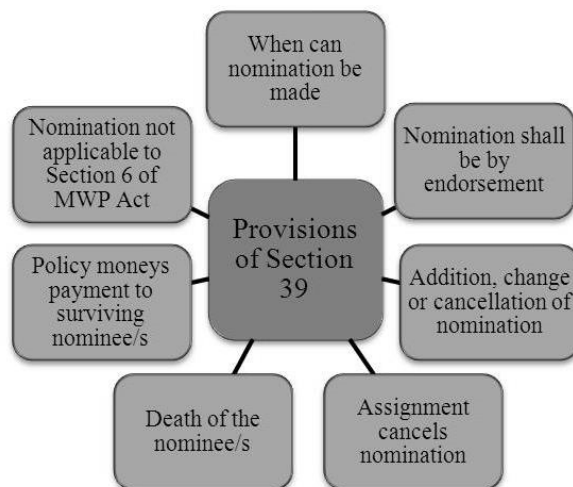 When can
nomination be
made
Nomination shall
be by
endorsement
Addition, change
or cancellation of
nomination
Assignment
cancels
nomination
Death of the
nominee/s
Policy moneys
payment to
surviving
nominee/s
Nomination not
applicable to
Section 6 of
MWP Act
Provisions
of Section
39